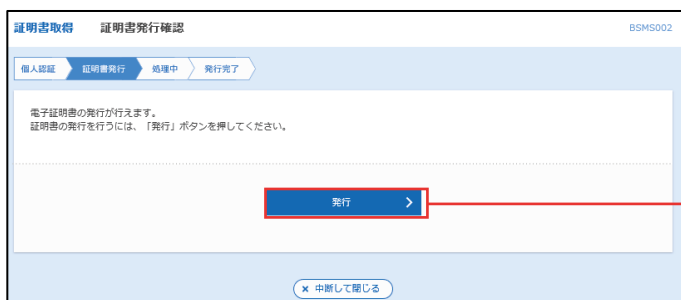 証明書取得 証明書発行確認 BSMS002
個人認証 証明書発行 処理中 発行完了
電子証明書の発行が行えます。
証明書の発行を行うには、「発行」ボタンを押してください。
発行
× 中断して閉じる